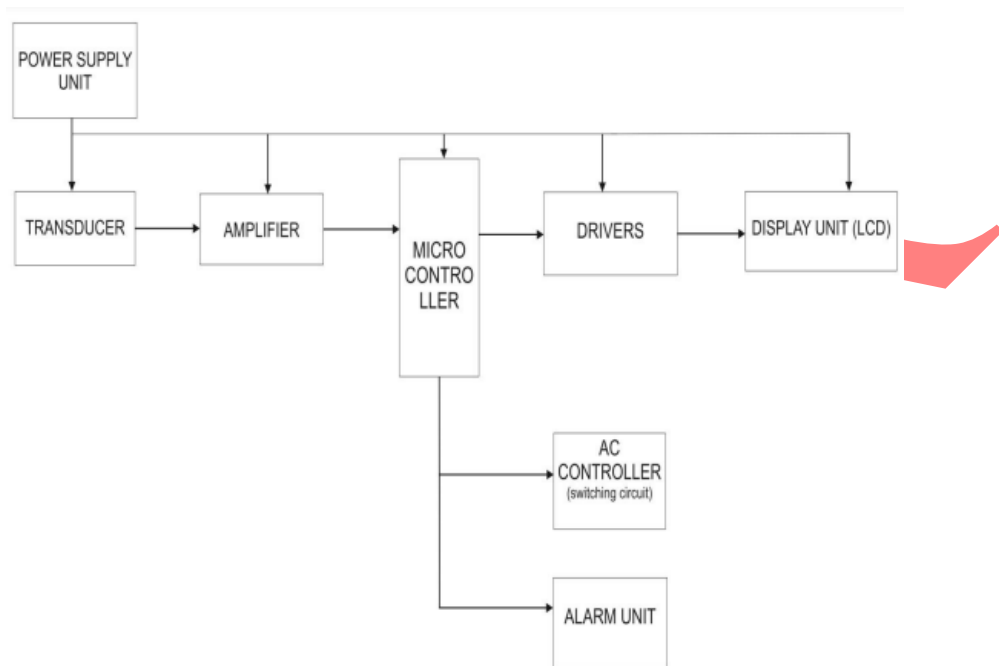 POWER SUPPLY
UNIT
TRANSDUCER
AMPLIFIER
MICRO
CONTRO
LLER
DRIVERS
DISPLAY UNIT (LCD)
AC
CONTROLLER
(switching circuit)
ALARM UNIT